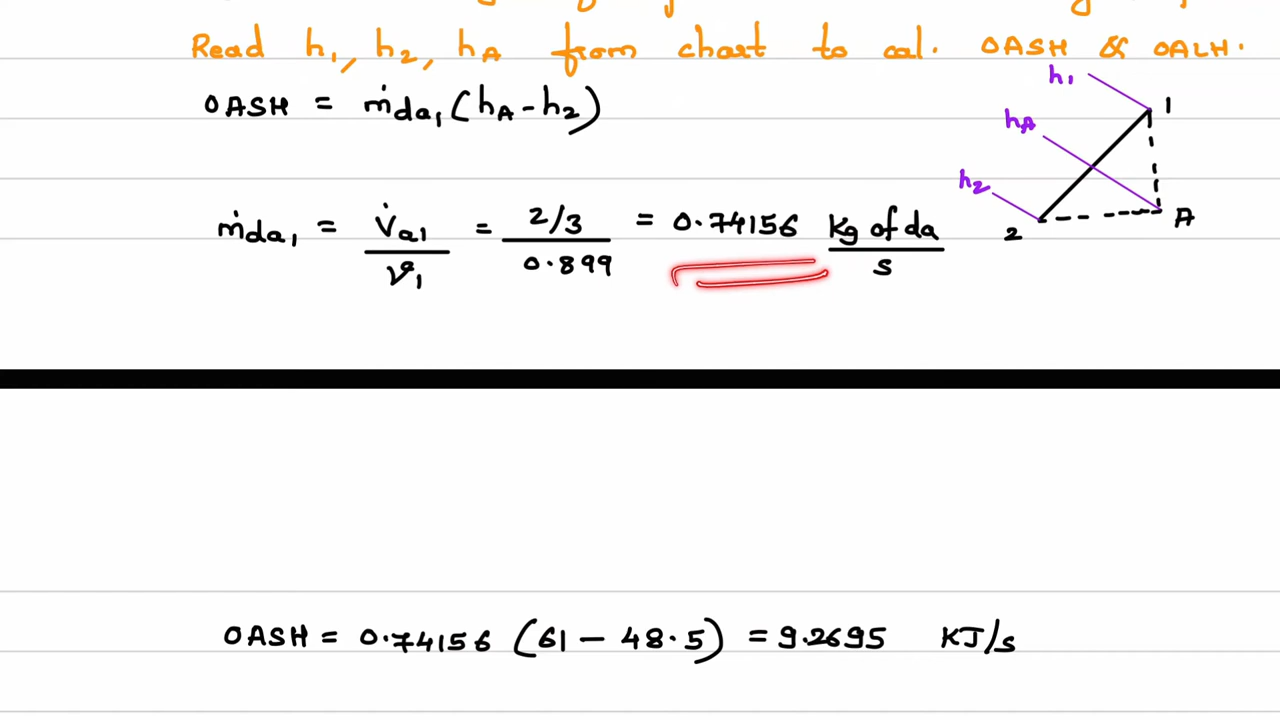 Read h₁, h₂, hA from chart to cal. OASH & OALH.
OASH = ṁda₁ (hA - h₂)
h₁
1
hA
h₂
2
A
ṁda₁ = V̇a1 / v₁ = 2/3 / 0.899 = 0.74156 kg of da / s
OASH = 0.74156 (61 - 48.5) = 9.2695 KJ/s